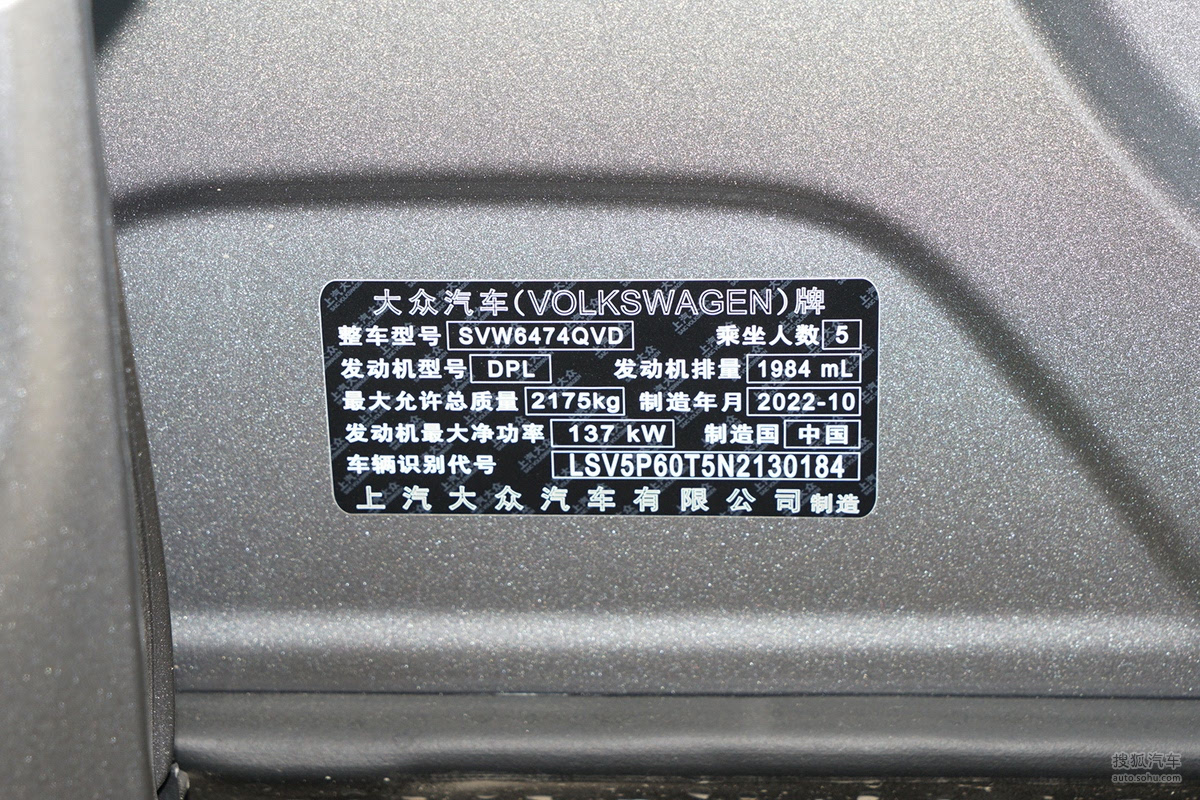 大众汽车(VOLKSWAGEN)牌
整车型号 SVW6474QVD 乘坐人数 5
发动机型号 DPL 发动机排量 1984 mL
最大允许总质量 2175kg 制造年月 2022-10
发动机最大净功率 137 kW 制造国 中国
车辆识别代号 LSV5P60T5N2130184
上汽大众汽车有限公司制造
搜狐汽车
auto.sohu.com